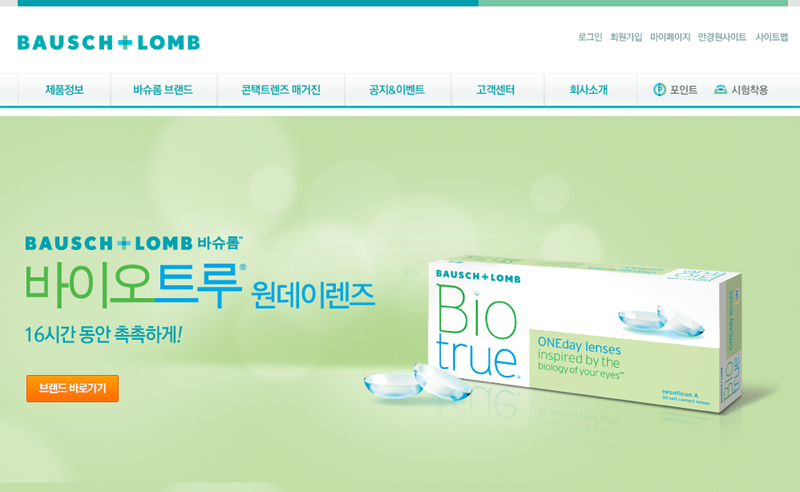 BAUSCH+LOMB
로그인 회원가입 마이페이지 안경원사이트 사이트맵
제품정보 바슈롬 브랜드 콘택트렌즈 매거진 공지&이벤트 고객센터 회사소개 포인트 시험착용
BAUSCH+LOMB 바슈롬™
바이오트루® 원데이렌즈
16시간 동안 촉촉하게!
브랜드 바로가기
BAUSCH+LOMB
Bio
true®
ONEday lenses
inspired by the
biology of your eyes™
nesofilcon A
90 soft contact lenses
Bio
true